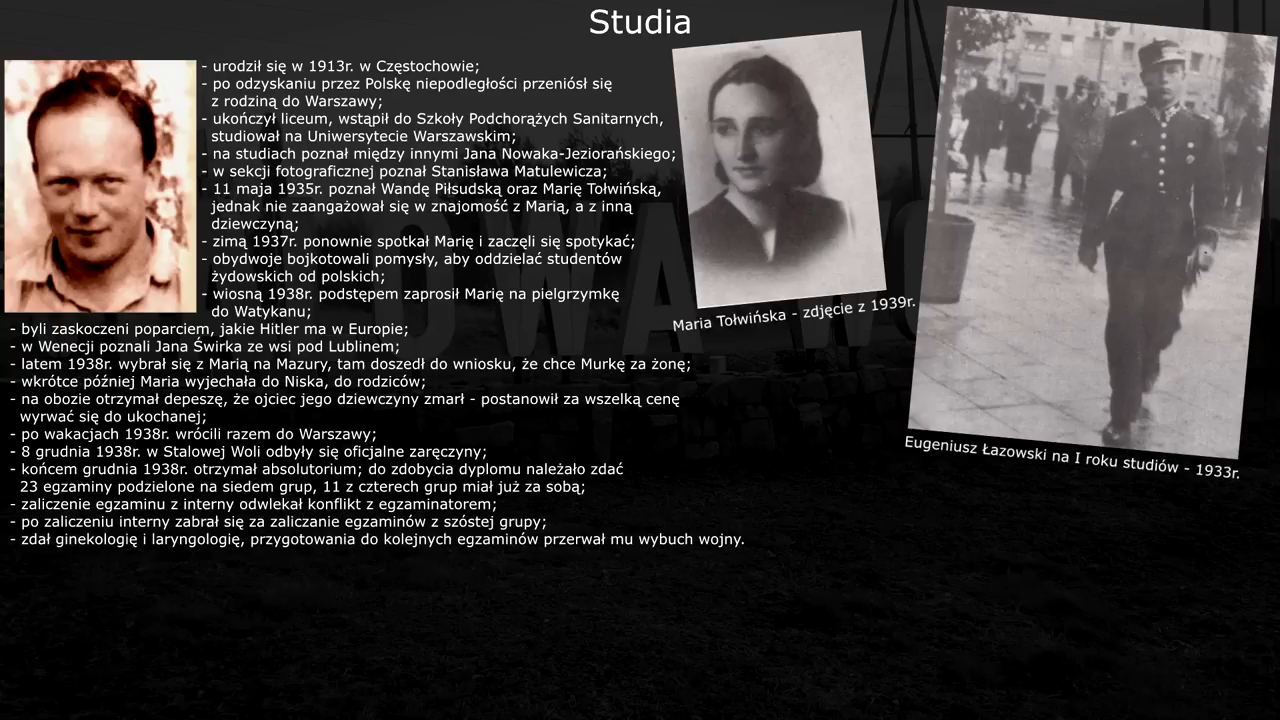 Studia
- urodził się w 1913r. w Częstochowie;
- po odzyskaniu przez Polskę niepodległości przeniósł się
z rodziną do Warszawy;
- ukończył liceum, wstąpił do Szkoły Podchorążych Sanitarnych,
studiował na Uniwersytecie Warszawskim;
- na studiach poznał między innymi Jana Nowaka-Jeziorańskiego;
- w sekcji fotograficznej poznał Stanisława Matulewicza;
- 11 maja 1935r. poznał Wandę Piłsudską oraz Marię Tołwińską,
jednak nie zaangażował się w znajomość z Marią, a z inną
dziewczyną;
- zimą 1937r. ponownie spotkał Marię i zaczęli się spotykać;
- obydwoje bojkotowali pomysły, aby oddzielać studentów
żydowskich od polskich;
- wiosną 1938r. podstępem zaprosił Marię na pielgrzymkę
do Watykanu;
- byli zaskoczeni poparciem, jakie Hitler ma w Europie;
- w Wenecji poznali Jana Świrka ze wsi pod Lublinem;
- latem 1938r. wybrał się z Marią na Mazury, tam doszedł do wniosku, że chce Murkę za żonę;
- wkrótce później Maria wyjechała do Niska, do rodziców;
- na obozie otrzymał depeszę, że ojciec jego dziewczyny zmarł - postanowił za wszelką cenę
wyrwać się do ukochanej;
- po wakacjach 1938r. wrócili razem do Warszawy;
- 8 grudnia 1938r. w Stalowej Woli odbyły się oficjalne zaręczyny;
- końcem grudnia 1938r. otrzymał absolutorium; do zdobycia dyplomu należało zdać
23 egzaminy podzielone na siedem grup, 11 z czterech grup miał już za sobą;
- zaliczenie egzaminu z interny odwlekał konflikt z egzaminatorem;
- po zaliczeniu interny zabrał się za zaliczanie egzaminów z szóstej grupy;
- zdał ginekologię i laryngologię, przygotowania do kolejnych egzaminów przerwał mu wybuch wojny.
Maria Tołwińska - zdjęcie z 1939r.
Eugeniusz Łazowski na I roku studiów - 1933r.